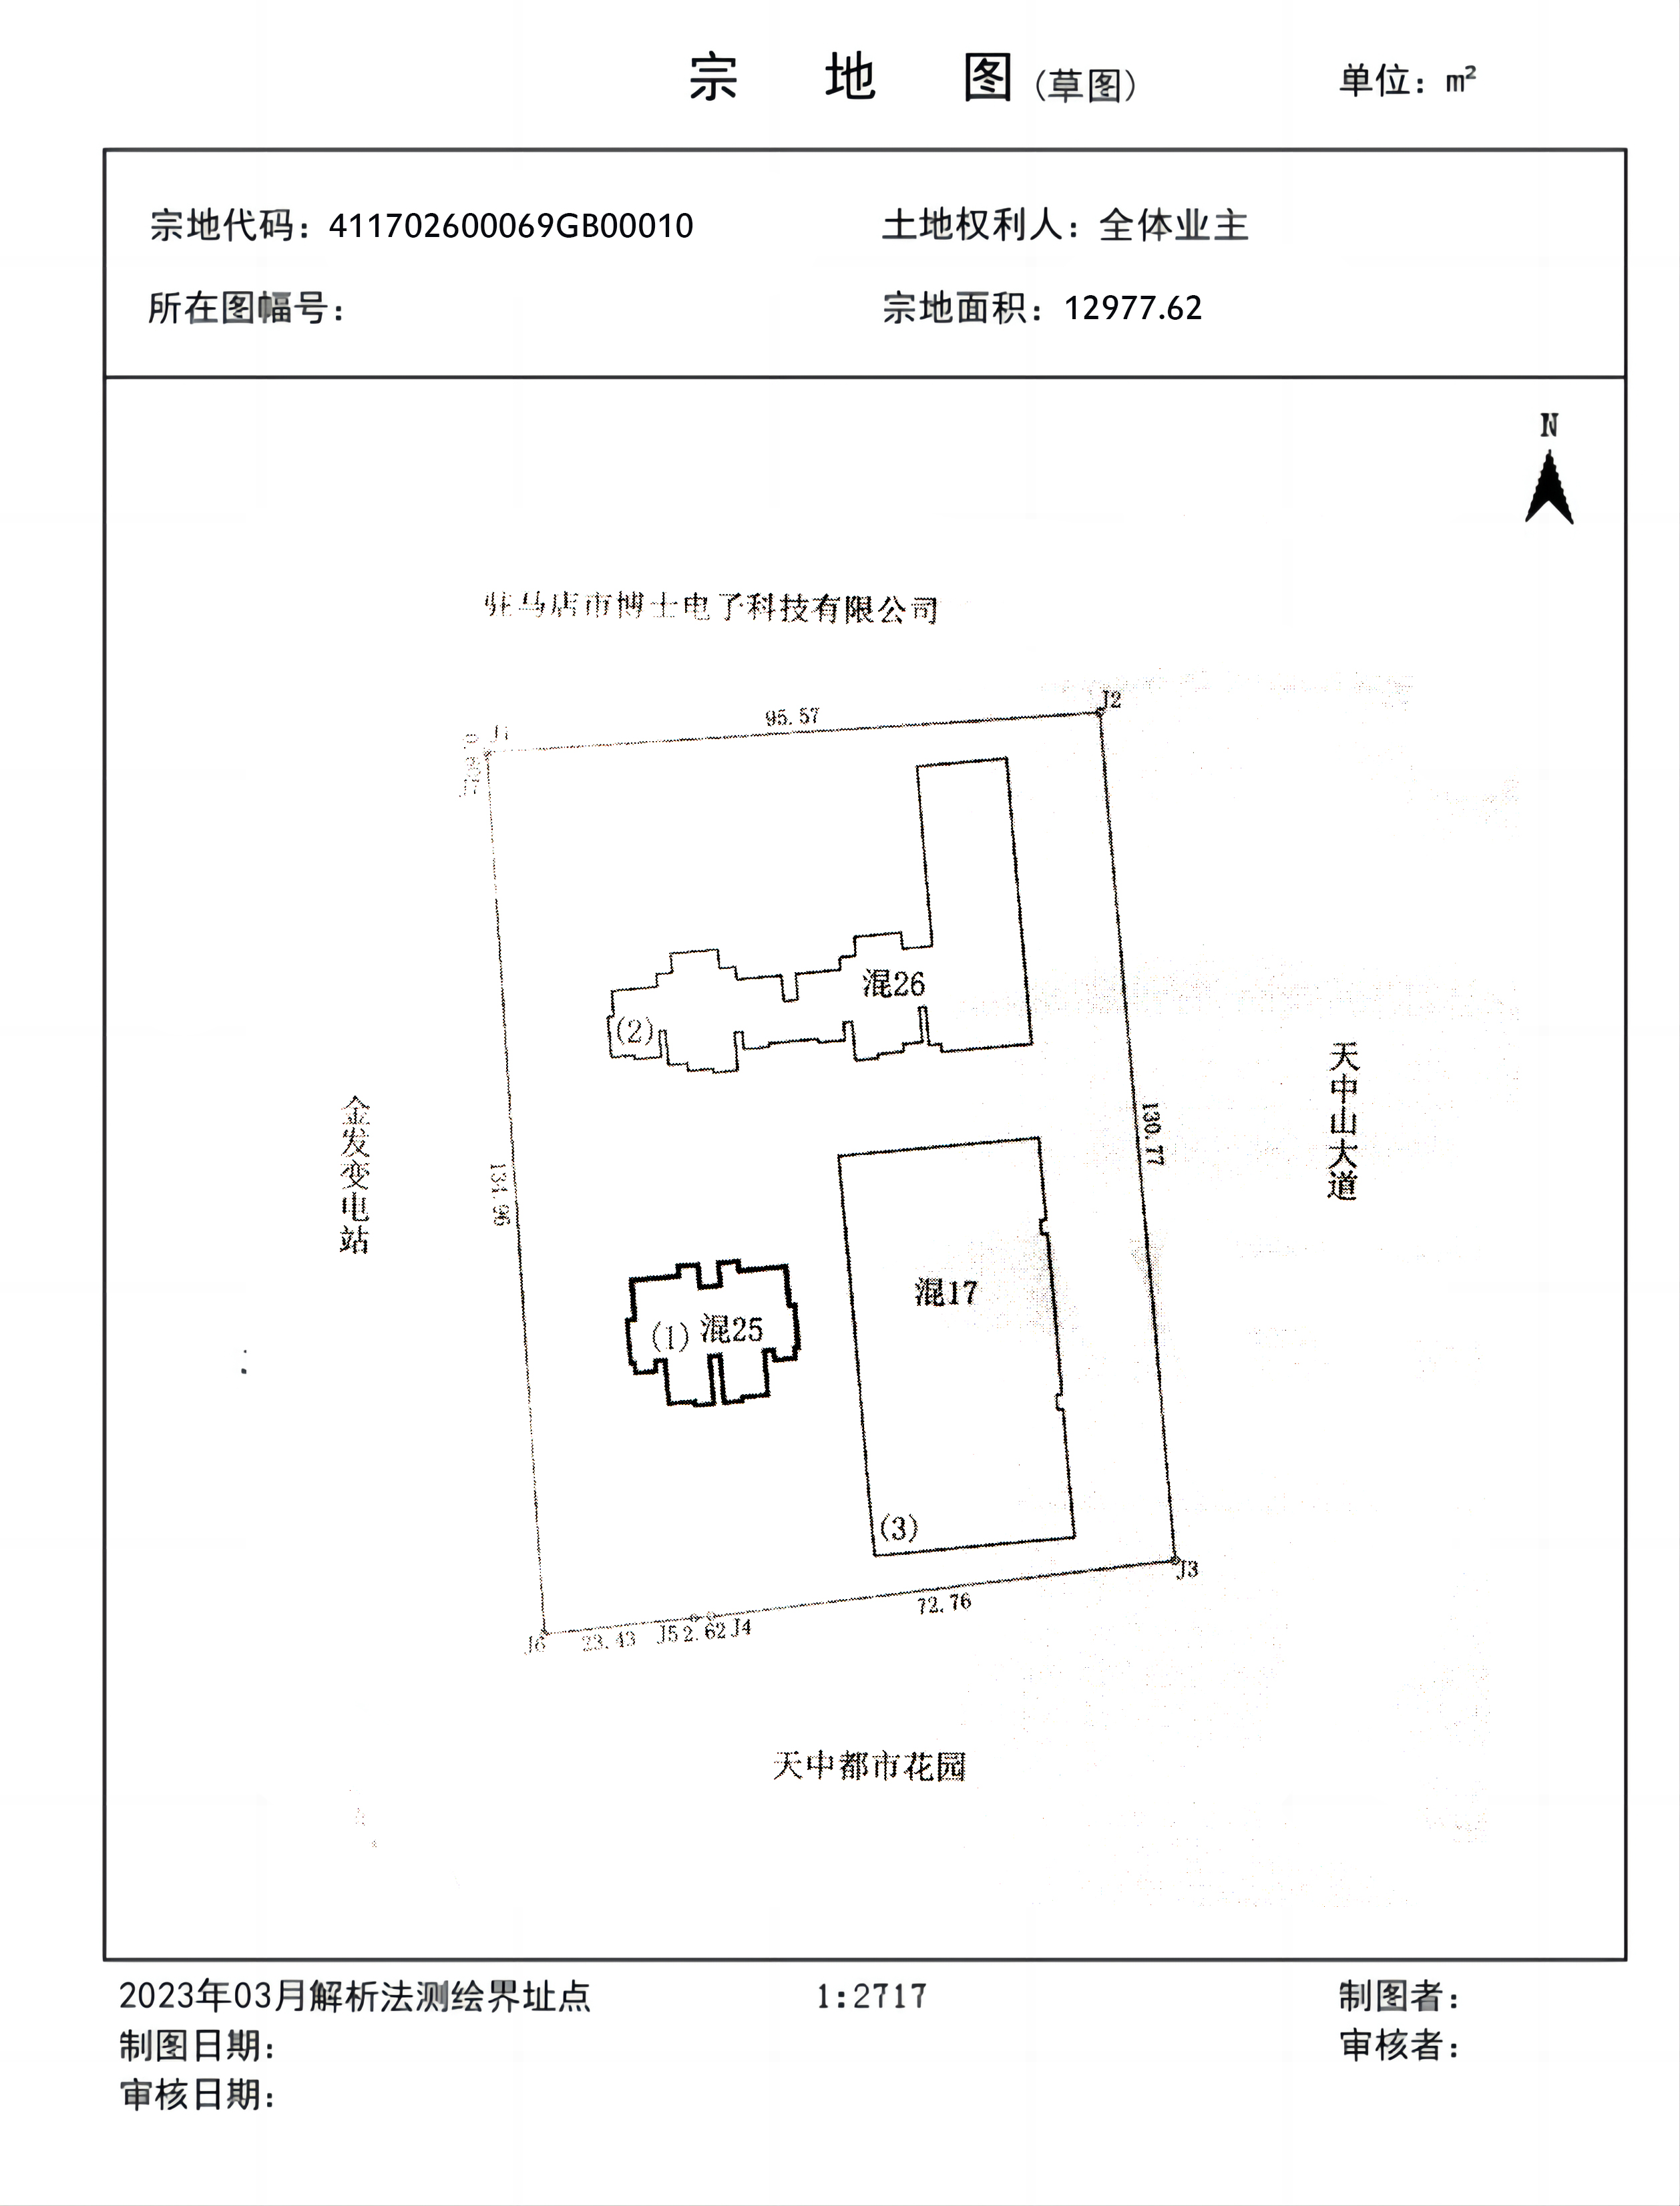 宗 地 图(草图) 单位：m²
宗地代码：411702600069GB00010 土地权利人：全体业主
所在图幅号： 宗地面积：12977.62
N
驻马店市博士电子科技有限公司
J2
95.57
J1
J7
混26
(2)
天中山大道
金发变电站
130.77
134.96
混17
(1) 混25
(3)
J3
72.76
J6 23.43 J5 2.62 J4
天中都市花园
2023年03月解析法测绘界址点 1:2717 制图者：
制图日期： 审核者：
审核日期：